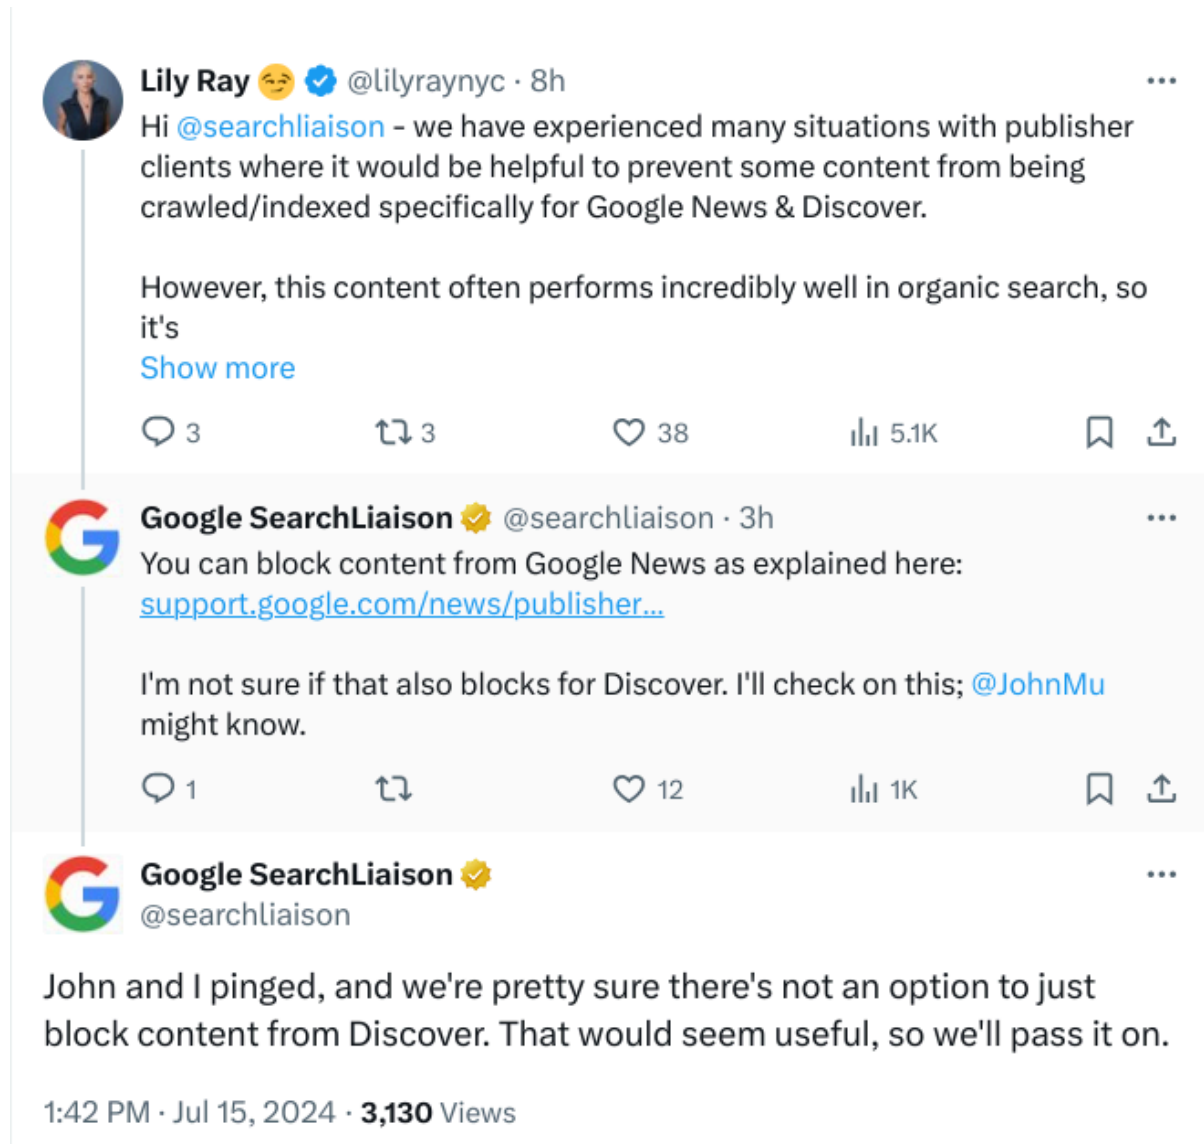 Lily Ray 😏 @lilyraynyc · 8h
Hi @searchliaison - we have experienced many situations with publisher
clients where it would be helpful to prevent some content from being
crawled/indexed specifically for Google News & Discover.
However, this content often performs incredibly well in organic search, so
it's
Show more
3 3 38 5.1K
Google SearchLiaison @searchliaison · 3h
You can block content from Google News as explained here:
support.google.com/news/publisher...
I'm not sure if that also blocks for Discover. I'll check on this; @JohnMu
might know.
1 12 1K
Google SearchLiaison
@searchliaison
John and I pinged, and we're pretty sure there's not an option to just
block content from Discover. That would seem useful, so we'll pass it on.
1:42 PM · Jul 15, 2024 · 3,130 Views